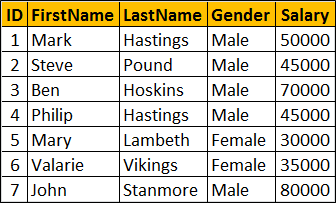 ID FirstName LastName Gender Salary
1 Mark Hastings Male 50000
2 Steve Pound Male 45000
3 Ben Hoskins Male 70000
4 Philip Hastings Male 45000
5 Mary Lambeth Female 30000
6 Valarie Vikings Female 35000
7 John Stanmore Male 80000